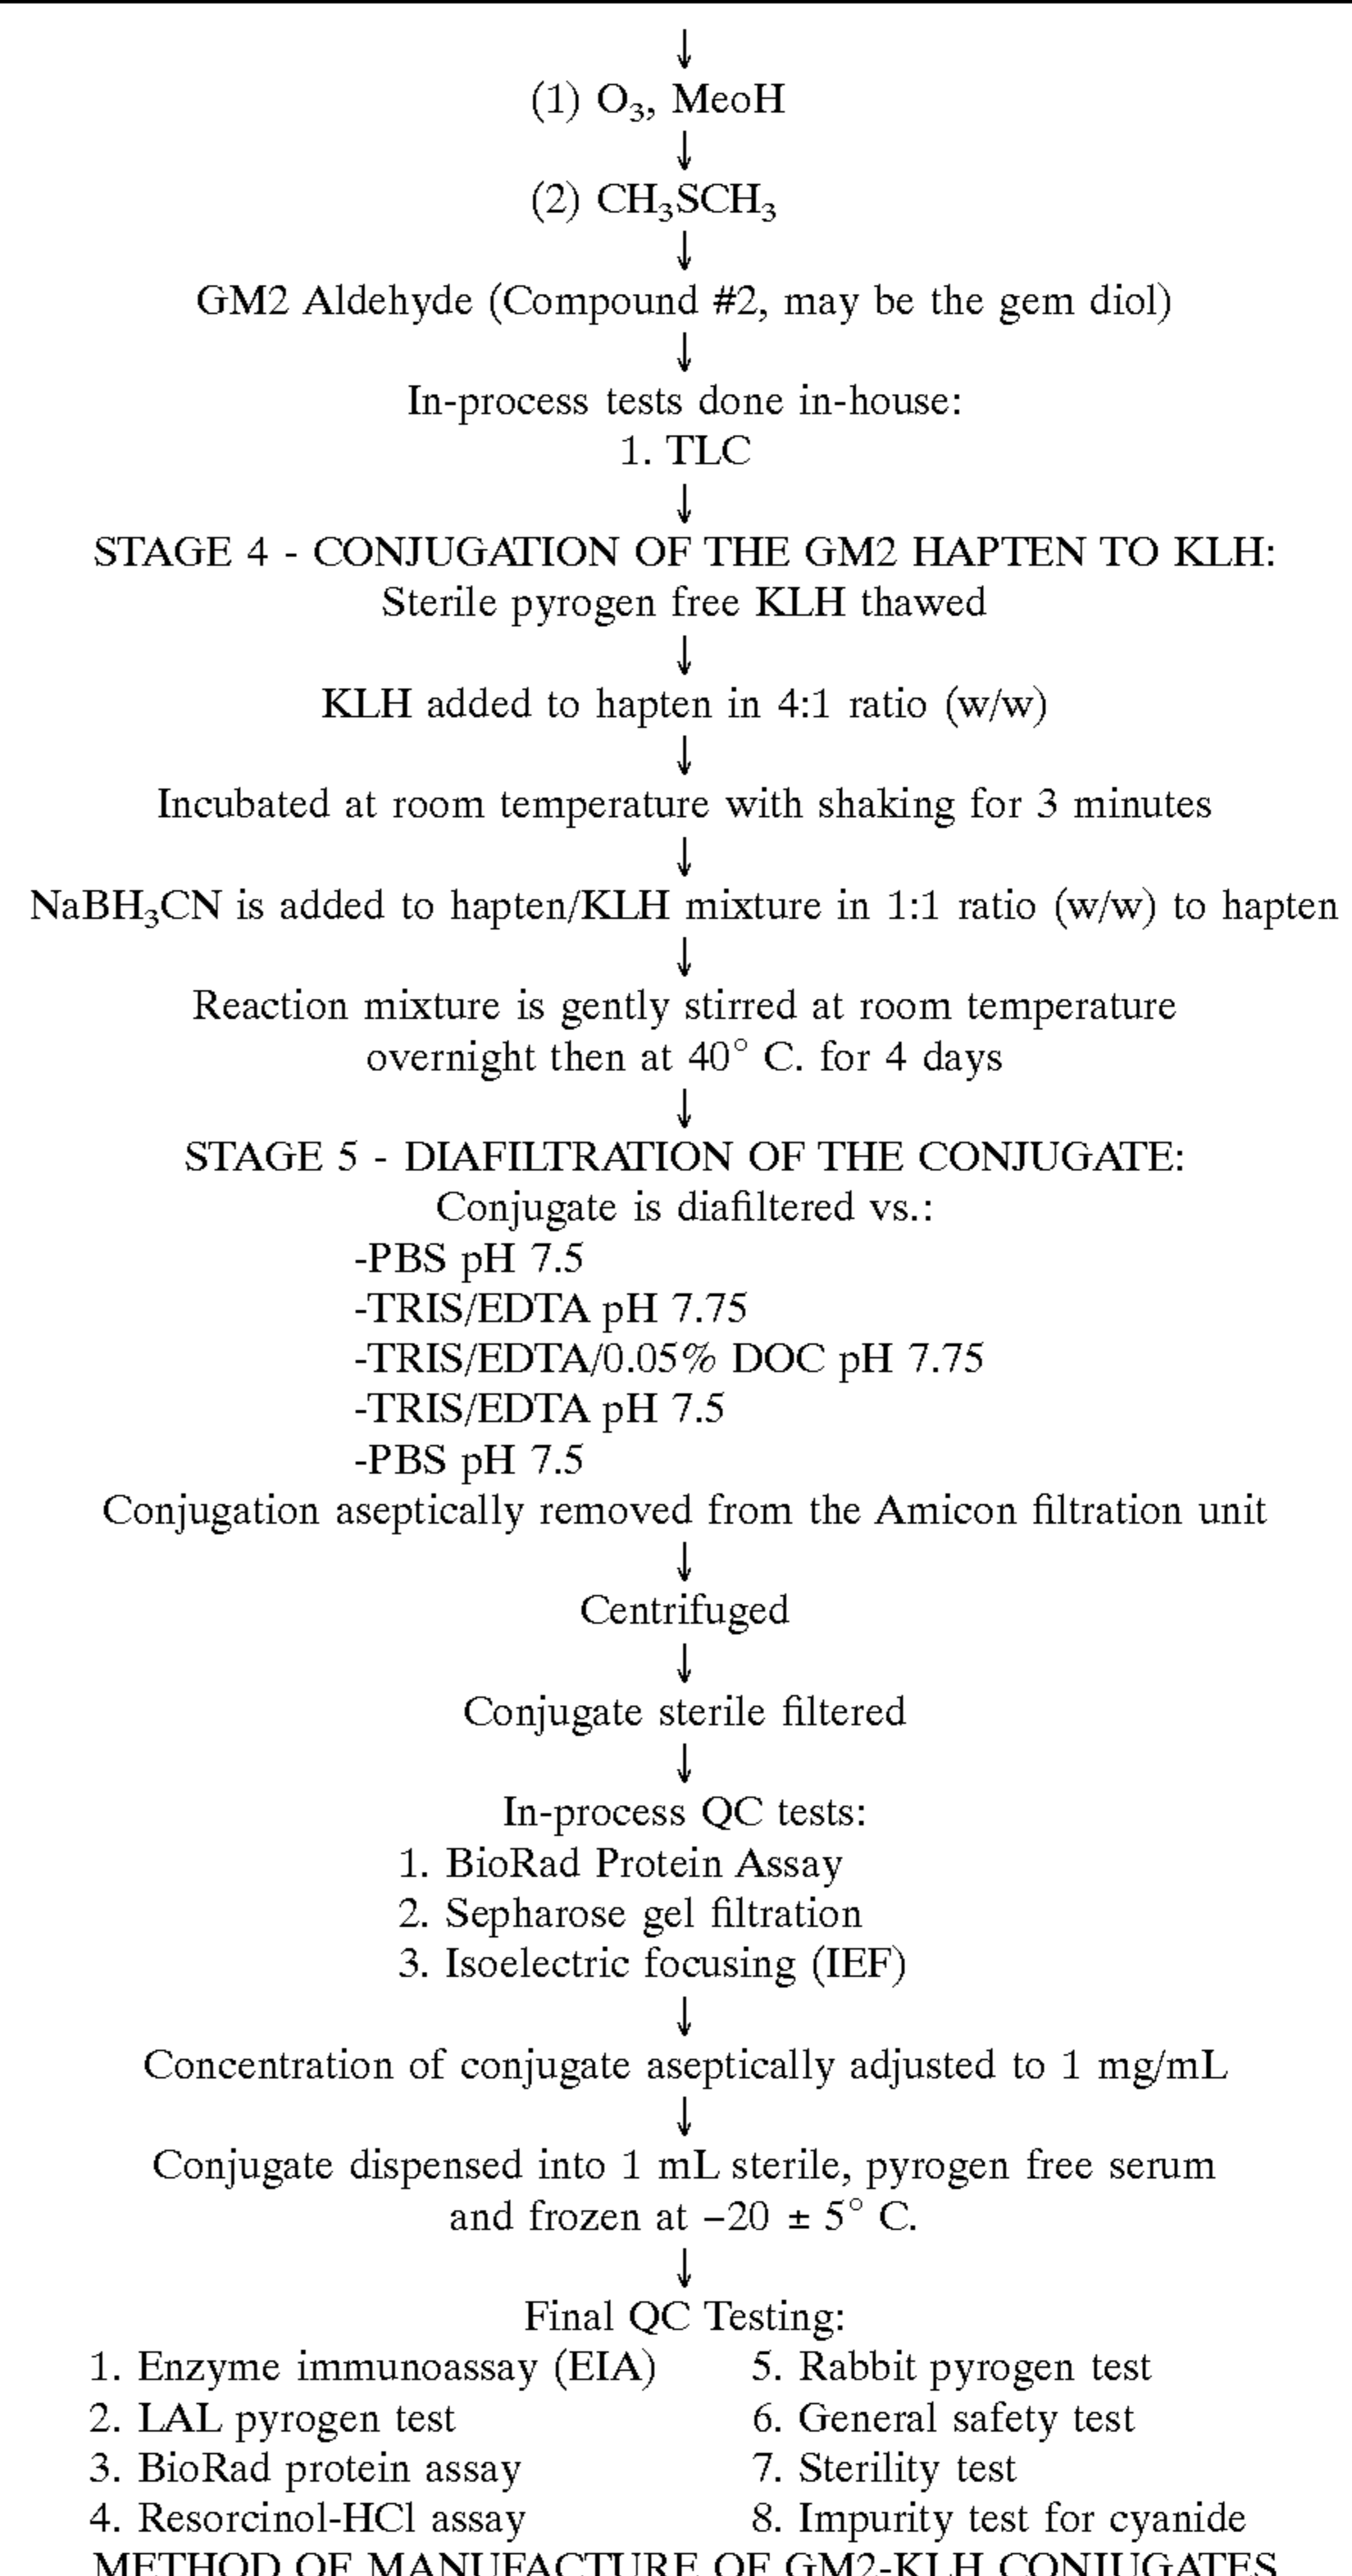 ↓
(1) O₃, MeoH
↓
(2) CH₃SCH₃
↓
GM2 Aldehyde (Compound #2, may be the gem diol)
↓
In-process tests done in-house:
1. TLC
↓
STAGE 4 - CONJUGATION OF THE GM2 HAPTEN TO KLH:
Sterile pyrogen free KLH thawed
↓
KLH added to hapten in 4:1 ratio (w/w)
↓
Incubated at room temperature with shaking for 3 minutes
↓
NaBH₃CN is added to hapten/KLH mixture in 1:1 ratio (w/w) to hapten
↓
Reaction mixture is gently stirred at room temperature
overnight then at 40° C. for 4 days
↓
STAGE 5 - DIAFILTRATION OF THE CONJUGATE:
Conjugate is diafiltered vs.:
-PBS pH 7.5
-TRIS/EDTA pH 7.75
-TRIS/EDTA/0.05% DOC pH 7.75
-TRIS/EDTA pH 7.5
-PBS pH 7.5
Conjugation aseptically removed from the Amicon filtration unit
↓
Centrifuged
↓
Conjugate sterile filtered
↓
In-process QC tests:
1. BioRad Protein Assay
2. Sepharose gel filtration
3. Isoelectric focusing (IEF)
↓
Concentration of conjugate aseptically adjusted to 1 mg/mL
↓
Conjugate dispensed into 1 mL sterile, pyrogen free serum
and frozen at −20 ± 5° C.
↓
Final QC Testing:
1. Enzyme immunoassay (EIA) 5. Rabbit pyrogen test
2. LAL pyrogen test 6. General safety test
3. BioRad protein assay 7. Sterility test
4. Resorcinol-HCl assay 8. Impurity test for cyanide
METHOD OF MANUFACTURE OF GM2-KLH CONJUGATES